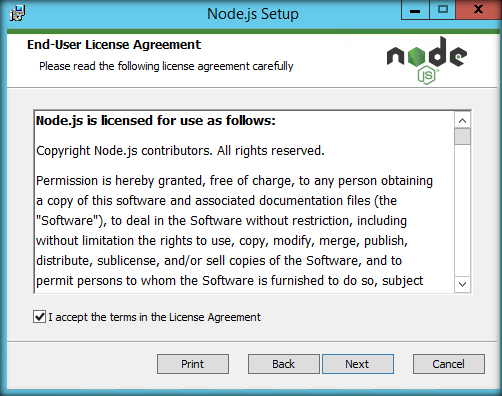 Node.js Setup
End-User License Agreement
Please read the following license agreement carefully
node
JS
Node.js is licensed for use as follows:
Copyright Node.js contributors. All rights reserved.
Permission is hereby granted, free of charge, to any person obtaining
a copy of this software and associated documentation files (the
"Software"), to deal in the Software without restriction, including
without limitation the rights to use, copy, modify, merge, publish,
distribute, sublicense, and/or sell copies of the Software, and to
permit persons to whom the Software is furnished to do so, subject
I accept the terms in the License Agreement
Print Back Next Cancel